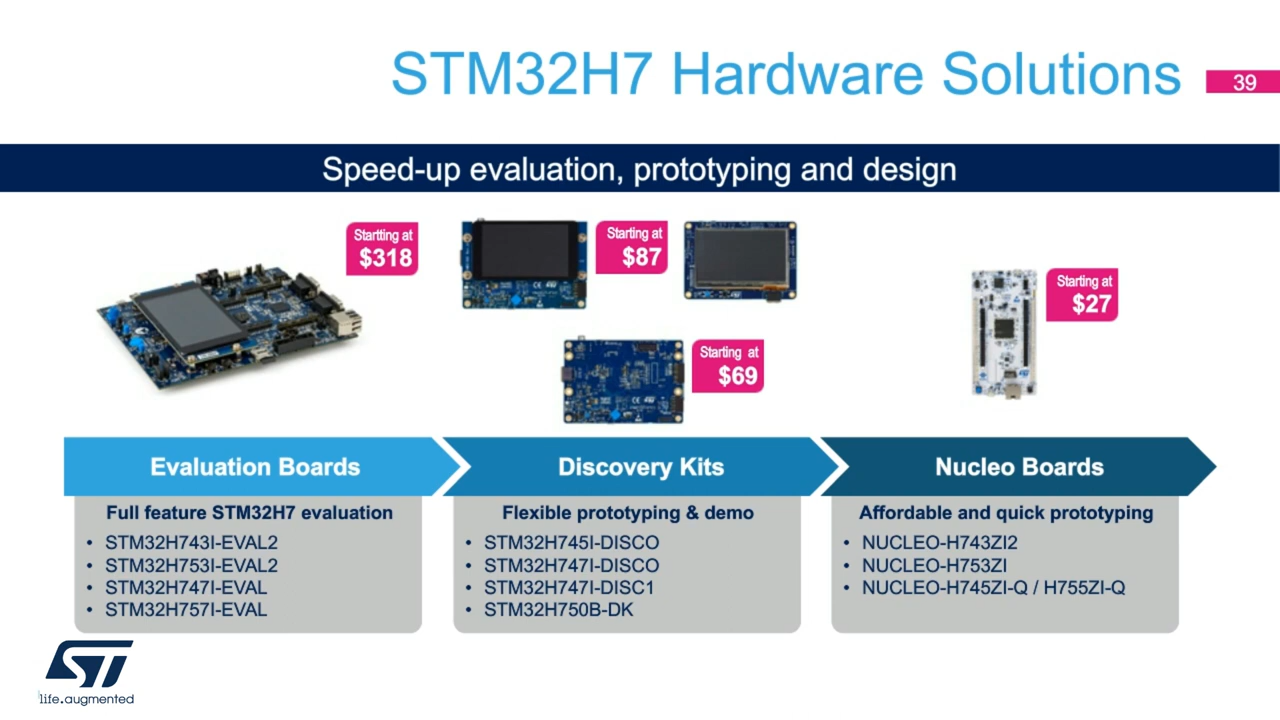 STM32H7 Hardware Solutions
39
Speed-up evaluation, prototyping and design
Startting at
$318
Starting at
$87
Starting at
$69
Starting at
$27
Evaluation Boards
Discovery Kits
Nucleo Boards
Full feature STM32H7 evaluation
• STM32H743I-EVAL2
• STM32H753I-EVAL2
• STM32H747I-EVAL
• STM32H757I-EVAL
Flexible prototyping & demo
• STM32H745I-DISCO
• STM32H747I-DISCO
• STM32H747I-DISC1
• STM32H750B-DK
Affordable and quick prototyping
• NUCLEO-H743ZI2
• NUCLEO-H753ZI
• NUCLEO-H745ZI-Q / H755ZI-Q
ST
life.augmented